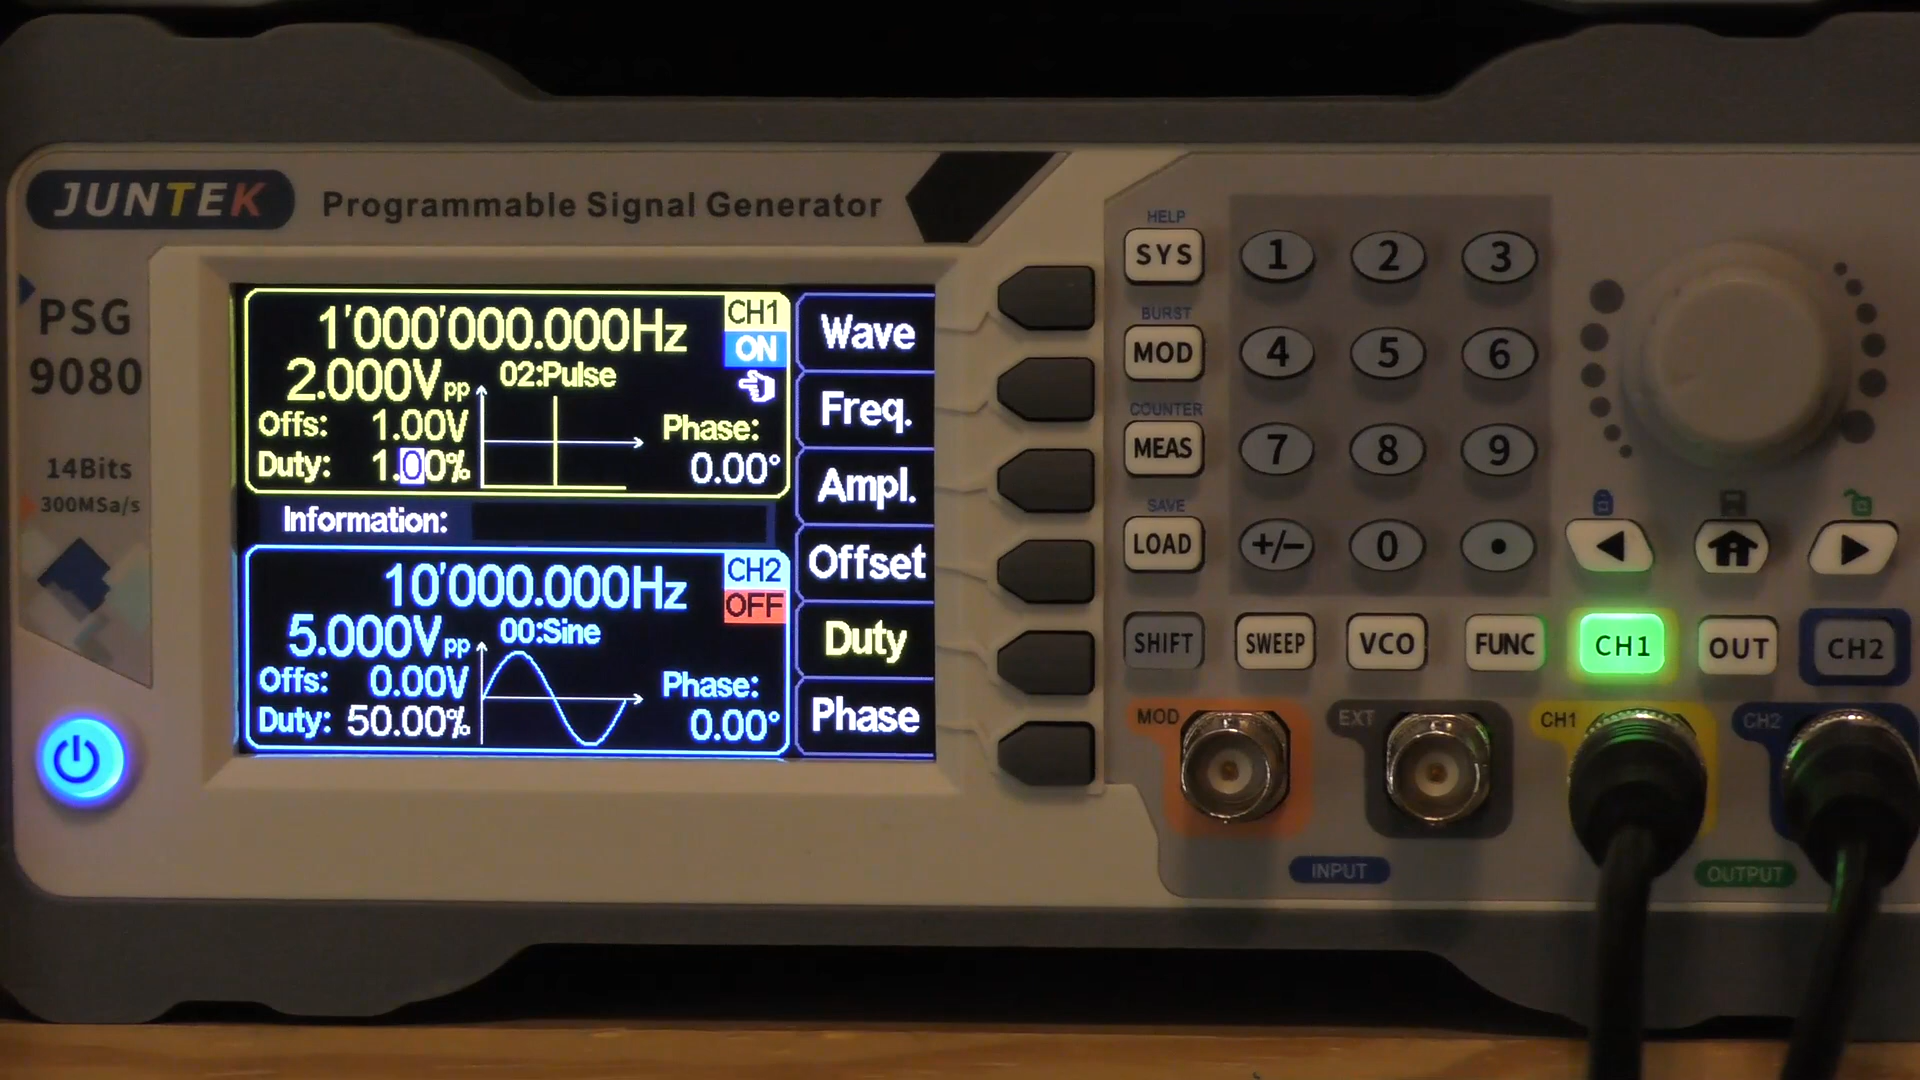 JUNTEK
Programmable Signal Generator
PSG
9080
14Bits
300MSa/s
1'000'000.000Hz
CH1
ON
2.000Vpp
02:Pulse
Offs: 1.00V
Phase:
Duty: 1.00%
0.00°
Information:
10'000.000Hz
CH2
OFF
5.000Vpp
00:Sine
Offs: 0.00V
Phase:
Duty: 50.00%
0.00°
Wave
Freq.
Ampl.
Offset
Duty
Phase
HELP
SYS
1
2
3
BURST
MOD
4
5
6
COUNTER
MEAS
7
8
9
SAVE
LOAD
+/-
0
•
SHIFT
SWEEP
VCO
FUNC
CH1
OUT
CH2
MOD
EXT
CH1
CH2
INPUT
OUTPUT